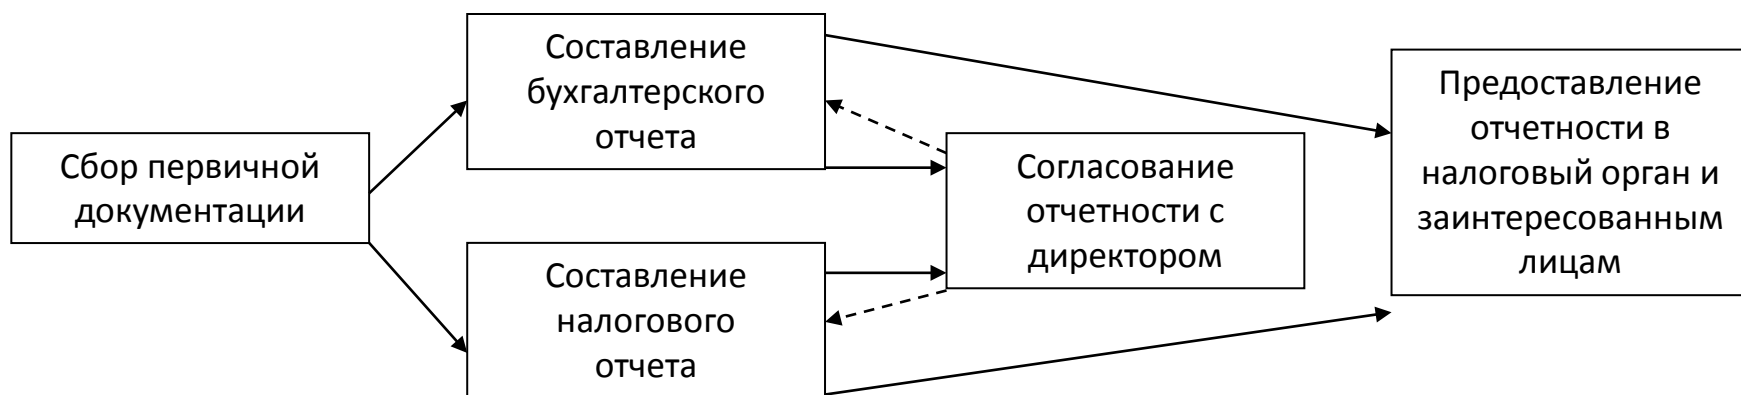 Сбор первичной
документации
Составление
бухгалтерского
отчета
Составление
налогового
отчета
Согласование
отчетности с
директором
Предоставление
отчетности в
налоговый орган и
заинтересованным
лицам